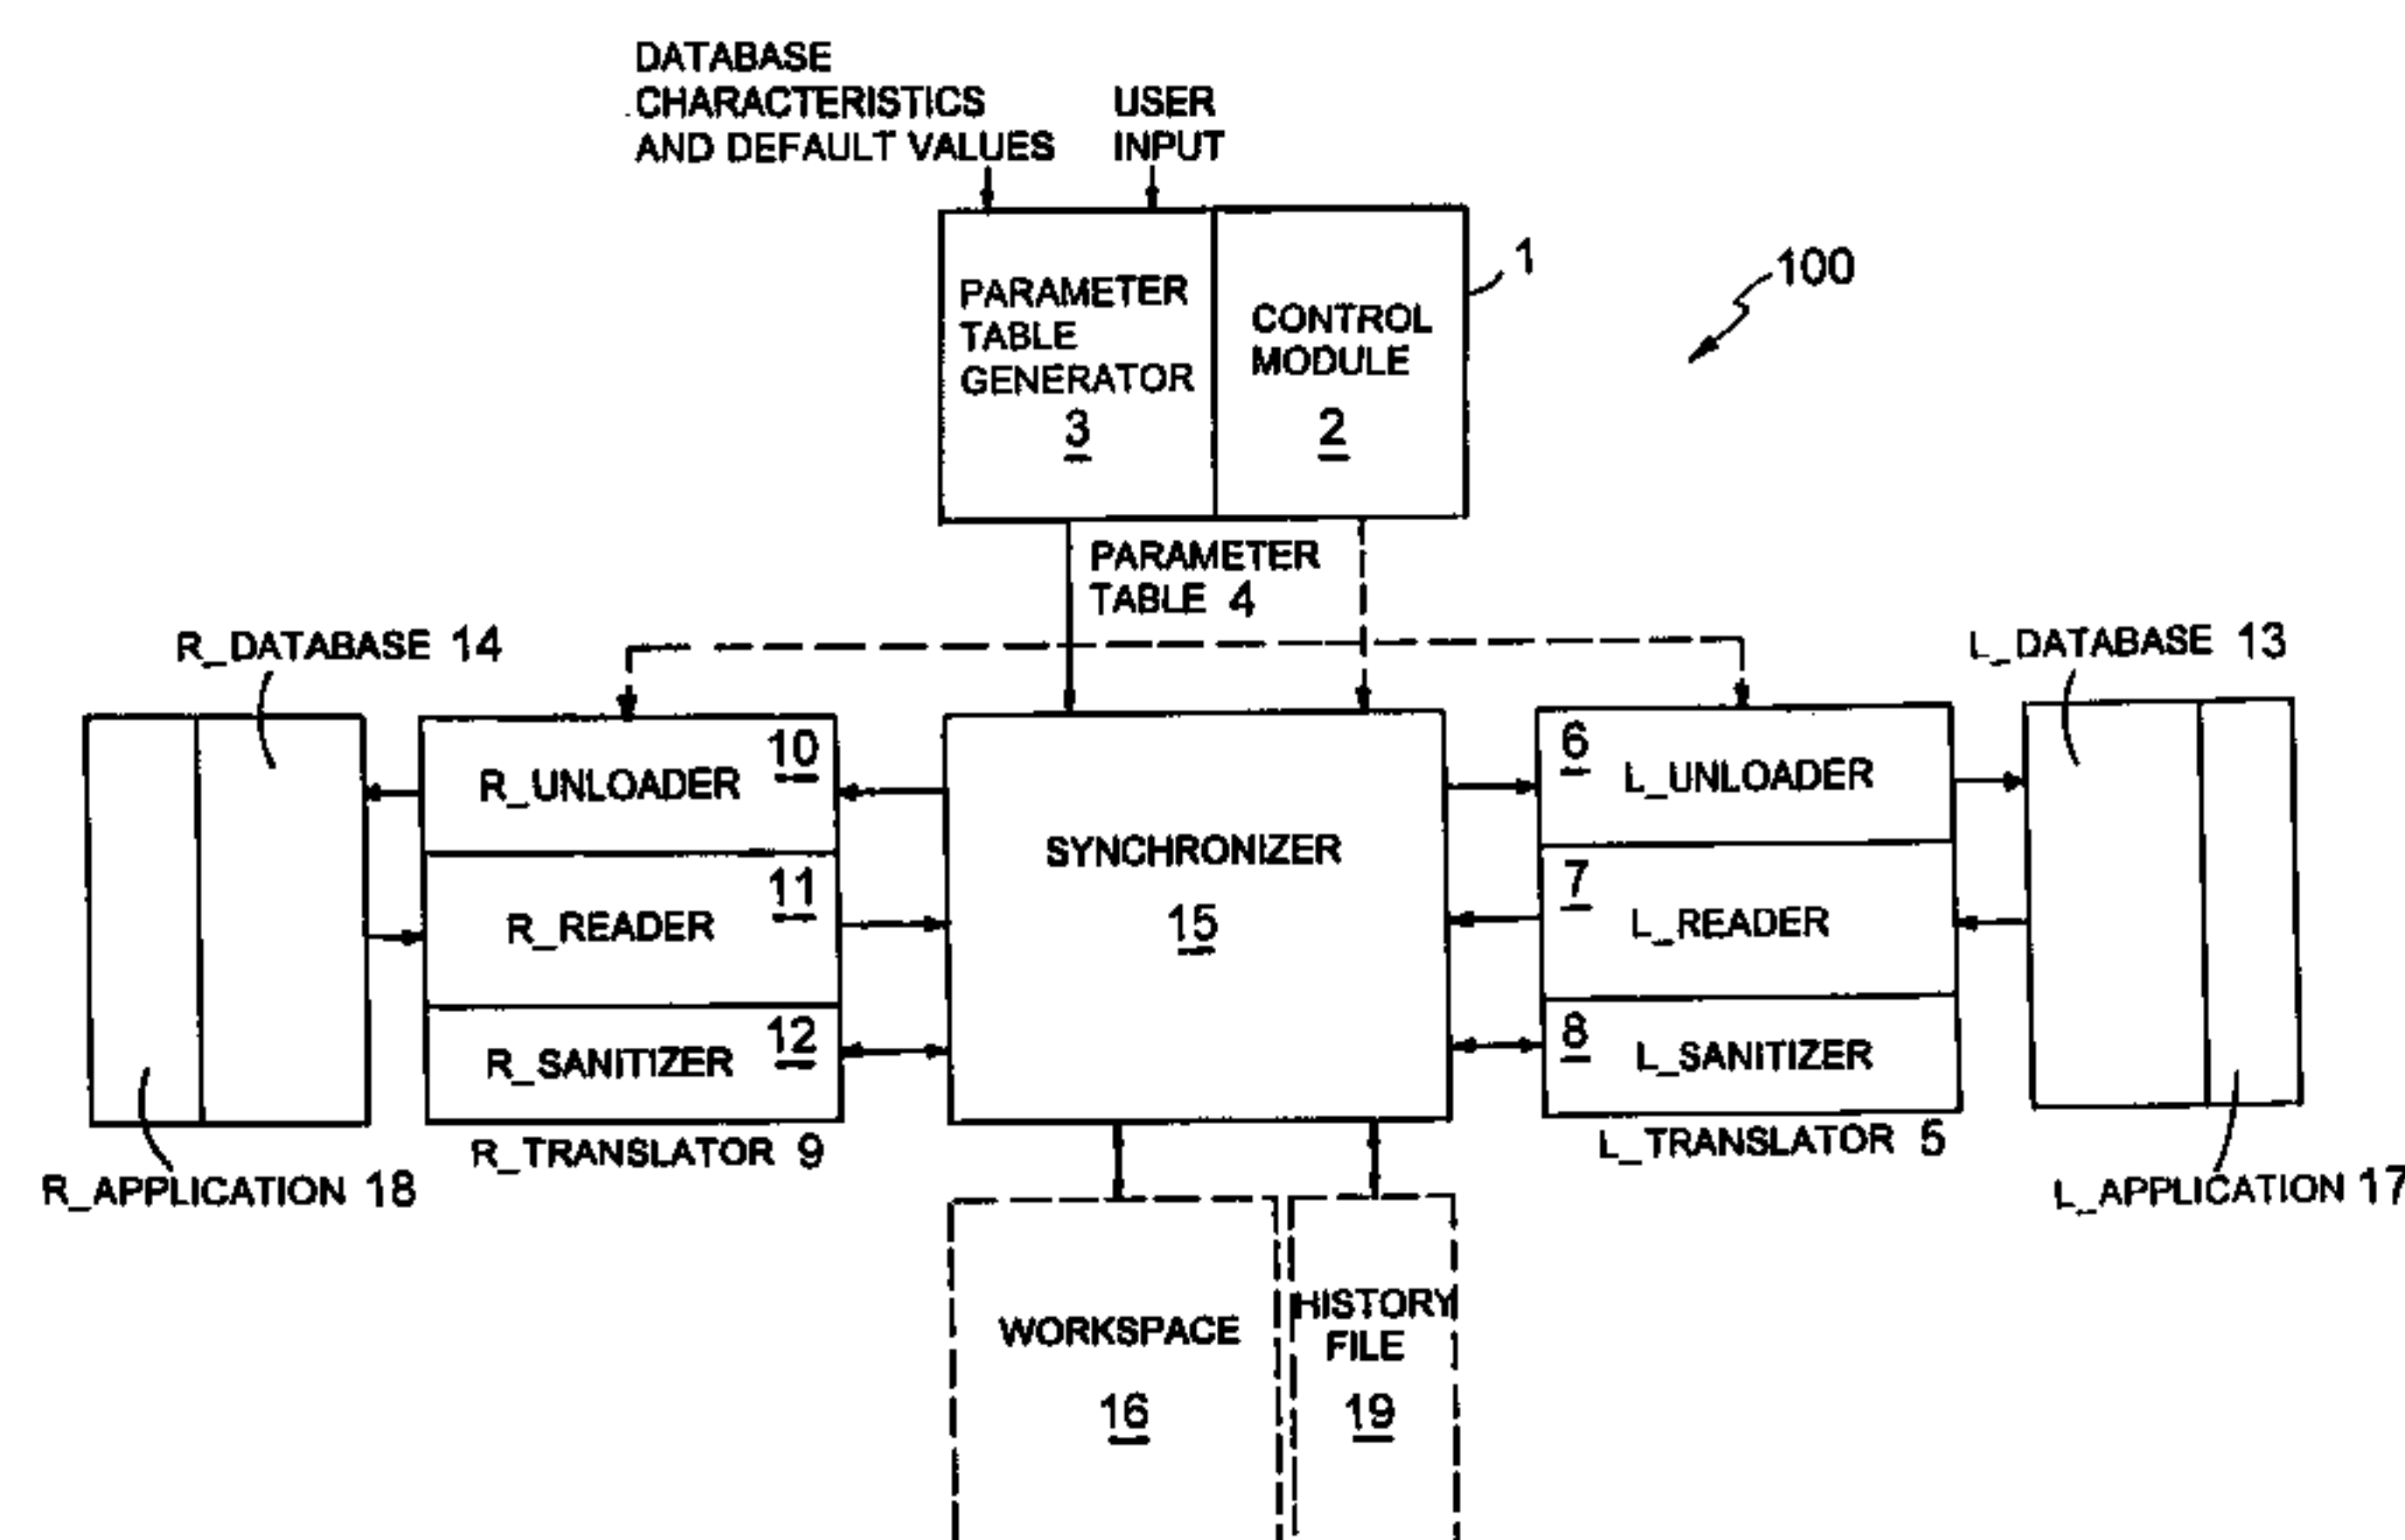 DATABASE
CHARACTERISTICS
AND DEFAULT VALUES
USER
INPUT
PARAMETER
TABLE
GENERATOR
3
CONTROL
MODULE
2
1
100
PARAMETER
TABLE 4
R_DATABASE 14
L_DATABASE 13
R_UNLOADER 10
R_READER 11
R_SANITIZER 12
R_TRANSLATOR 9
R_APPLICATION 18
SYNCHRONIZER
15
6 L_UNLOADER
7 L_READER
8 L_SANITIZER
L_TRANSLATOR 5
L_APPLICATION 17
WORKSPACE
16
HISTORY
FILE
19